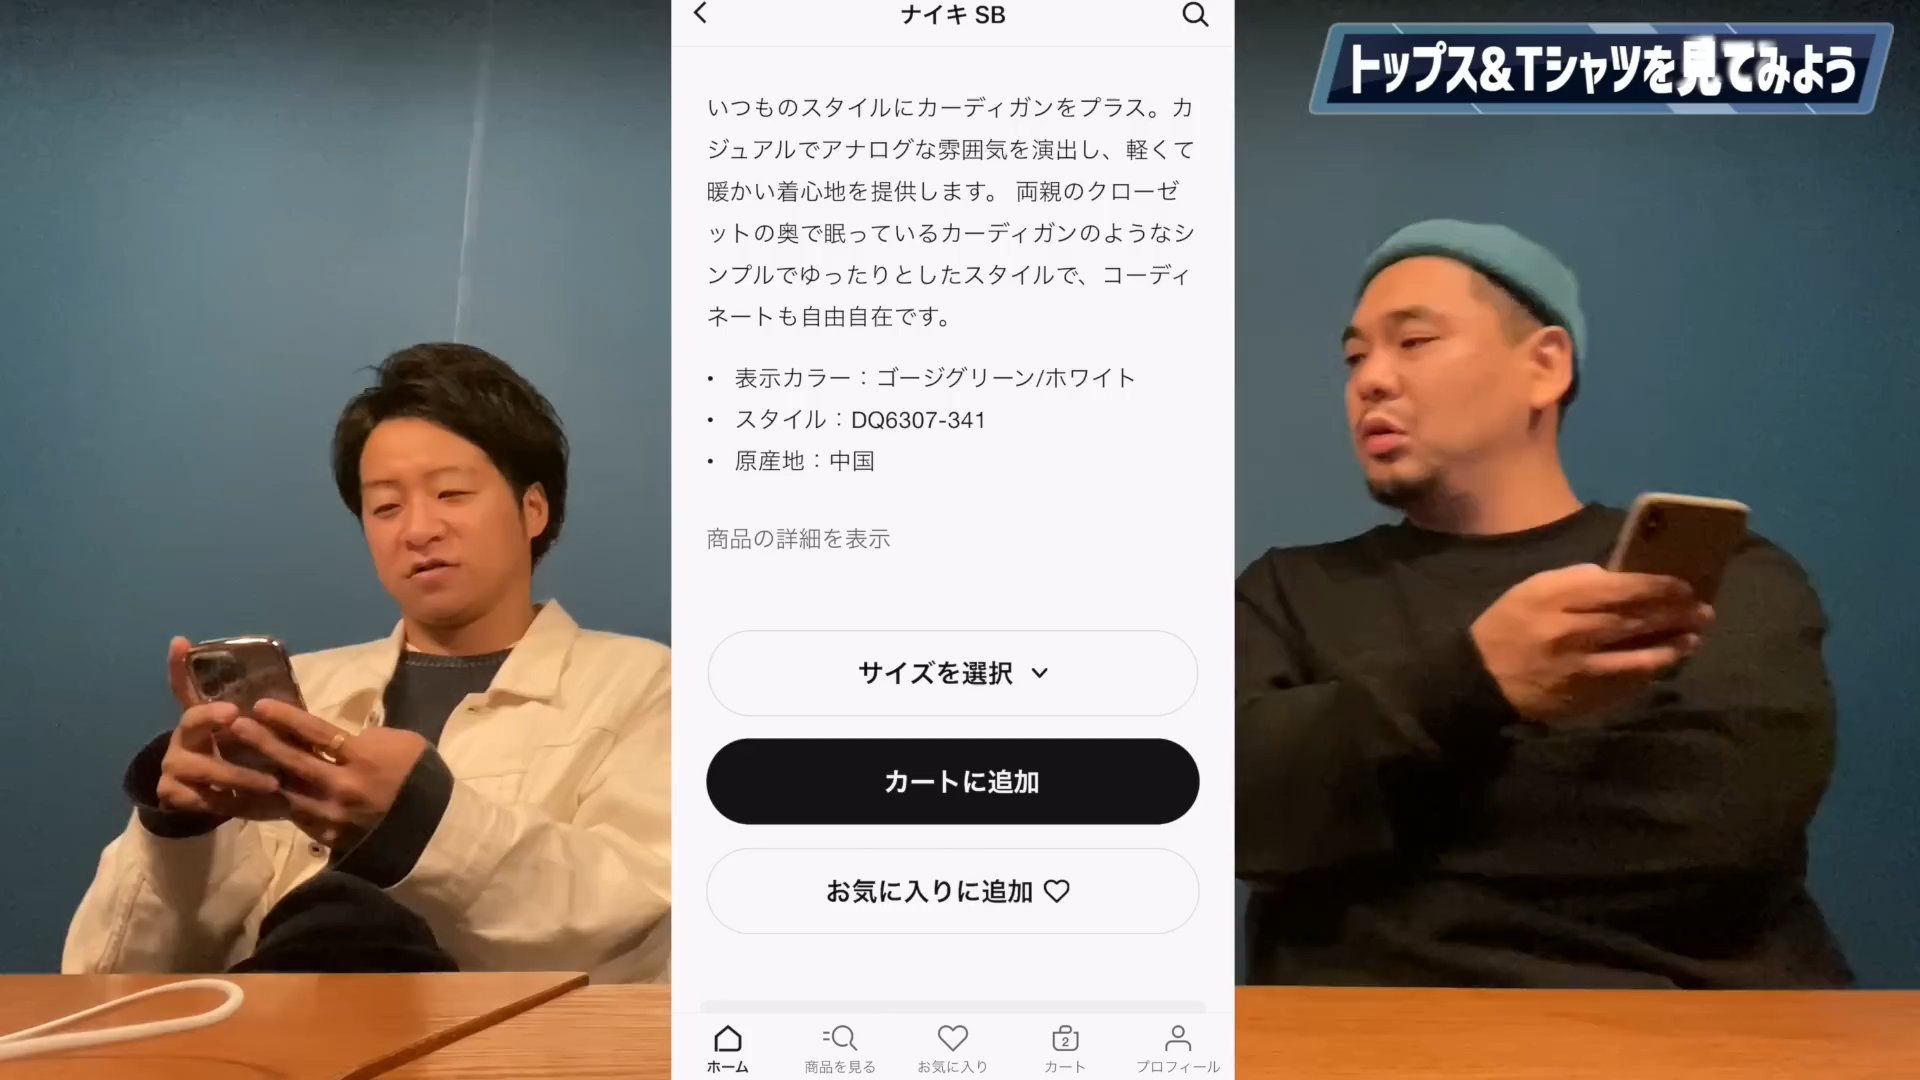 ナイキ SB
トップス&Tシャツを見てみよう
いつものスタイルにカーディガンをプラス。カ
ジュアルでアナログな雰囲気を演出し、軽くて
暖かい着心地を提供します。 両親のクローゼ
ットの奥で眠っているカーディガンのようなシ
ンプルでゆったりとしたスタイルで、コーディ
ネートも自由自在です。
• 表示カラー：ゴージグリーン/ホワイト
• スタイル：DQ6307-341
• 原産地：中国
商品の詳細を表示
サイズを選択
カートに追加
お気に入りに追加
2
ホーム
商品を見る
お気に入り
カート
プロフィール